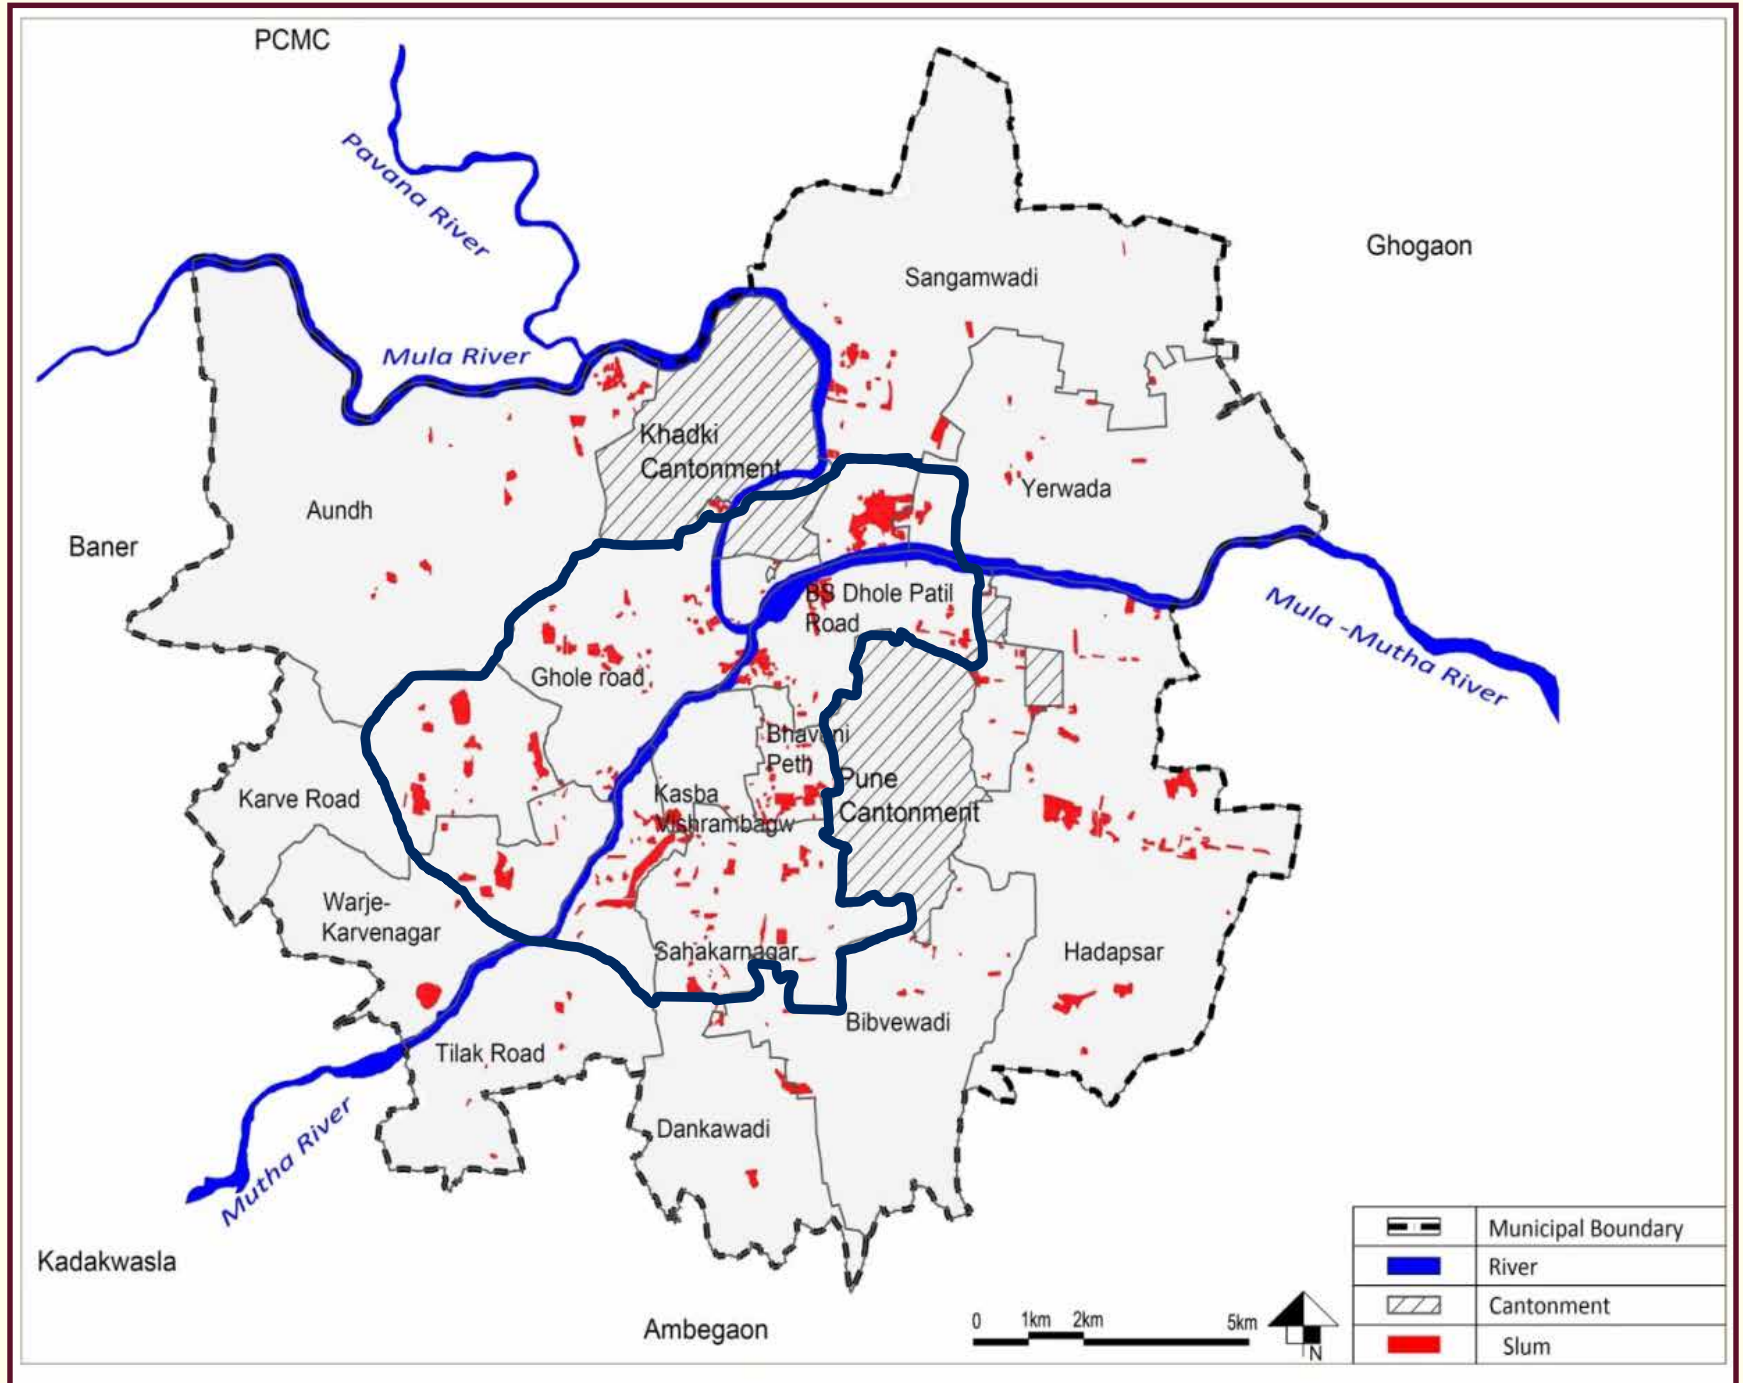 PCMC
Pavana River
Ghogaon
Sangamwadi
Mula River
Khadki
Cantonment
Yerwada
Aundh
Baner
BS Dhole Patil
Road
Mula -Mutha River
Ghole road
Bhavani
Peth
Pune
Cantonment
Karve Road
Kasba
Vishrambagw
Warje-
Karvenagar
Sahakarnagar
Hadapsar
Bibvewadi
Tilak Road
Mutha River
Dankawadi
Kadakwasla
Ambegaon
0 1km 2km 5km
N
Municipal Boundary
River
Cantonment
Slum